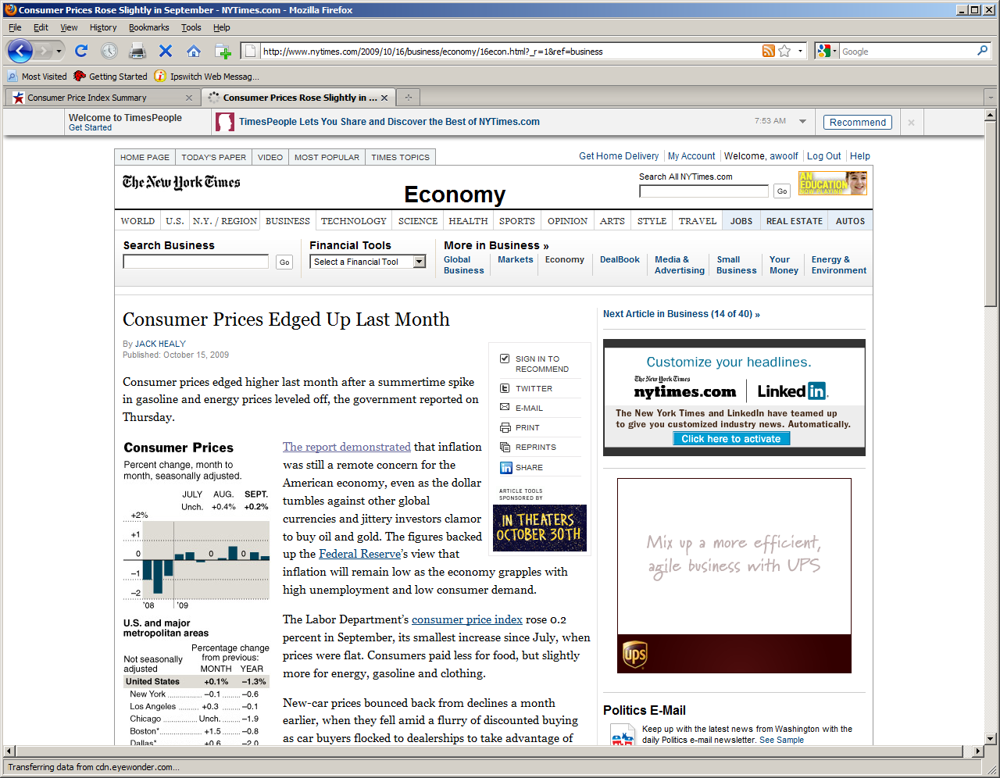 Consumer Prices Rose Slightly in September - NYTimes.com - Mozilla Firefox
File Edit View History Bookmarks Tools Help
http://www.nytimes.com/2009/10/16/business/economy/16econ.html?_r=1&ref=business
Google
Most Visited Getting Started Ipswitch Web Messag...
Consumer Price Index Summary
Consumer Prices Rose Slightly in ...
Welcome to TimesPeople
Get Started
TimesPeople Lets You Share and Discover the Best of NYTimes.com
7:53 AM
Recommend
HOME PAGE TODAY'S PAPER VIDEO MOST POPULAR TIMES TOPICS
Get Home Delivery My Account Welcome, awoolf Log Out Help
The New York Times
Economy
Search All NYTimes.com
Go
AN EDUCATION NOW PLAYING
WORLD U.S. N.Y. / REGION BUSINESS TECHNOLOGY SCIENCE HEALTH SPORTS OPINION ARTS STYLE TRAVEL JOBS REAL ESTATE AUTOS
Search Business
Go
Financial Tools
Select a Financial Tool
More in Business »
Global Business
Markets
Economy
DealBook
Media & Advertising
Small Business
Your Money
Energy & Environment
Consumer Prices Edged Up Last Month
By JACK HEALY
Published: October 15, 2009
Consumer prices edged higher last month after a summertime spike
in gasoline and energy prices leveled off, the government reported on
Thursday.
SIGN IN TO
RECOMMEND
TWITTER
E-MAIL
PRINT
REPRINTS
SHARE
ARTICLE TOOLS
SPONSORED BY
IN THEATERS
OCTOBER 30TH
Consumer Prices
Percent change, month to
month, seasonally adjusted.
JULY AUG. SEPT.
Unch. +0.4% +0.2%
+2%
+1
0
–1
–2
0 0
'08 '09
U.S. and major
metropolitan areas
Not seasonally
adjusted
Percentage change
from previous:
MONTH YEAR
United States +0.1% –1.3%
New York –0.1 –0.6
Los Angeles +0.3 –0.1
Chicago Unch. –1.9
Boston* +1.5 –0.8
Dallas* +0.6 –2.0
The report demonstrated that inflation
was still a remote concern for the
American economy, even as the dollar
tumbles against other global
currencies and jittery investors clamor
to buy oil and gold. The figures backed
up the Federal Reserve's view that
inflation will remain low as the economy grapples with
high unemployment and low consumer demand.
The Labor Department's consumer price index rose 0.2
percent in September, its smallest increase since July, when
prices were flat. Consumers paid less for food, but slightly
more for energy, gasoline and clothing.
New-car prices bounced back from declines a month
earlier, when they fell amid a flurry of discounted buying
as car buyers flocked to dealerships to take advantage of
Next Article in Business (14 of 40) »
Customize your headlines.
The New York Times
nytimes.com
Linked in
The New York Times and LinkedIn have teamed up
to give you customized industry news. Automatically.
Click here to activate
Mix up a more efficient,
agile business with UPS
ups
Politics E-Mail
Keep up with the latest news from Washington with the
daily Politics e-mail newsletter. See Sample
Transferring data from cdn.eyewonder.com...